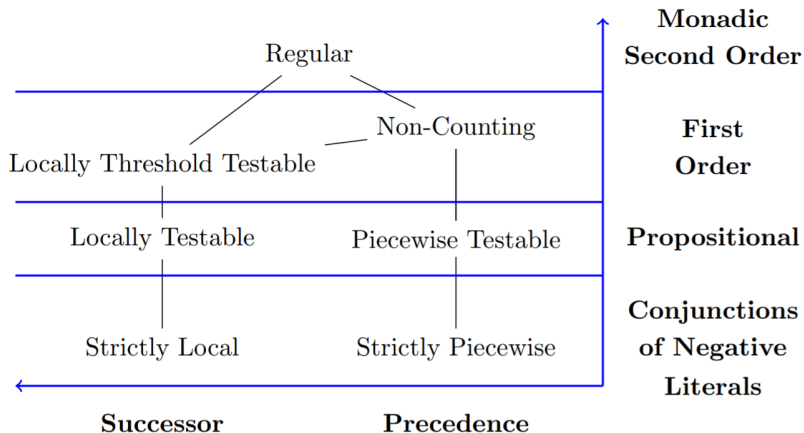 Monadic
Second Order
Regular
Non-Counting
First
Order
Locally Threshold Testable
Locally Testable
Piecewise Testable
Propositional
Conjunctions
of Negative
Literals
Strictly Local
Strictly Piecewise
Successor
Precedence